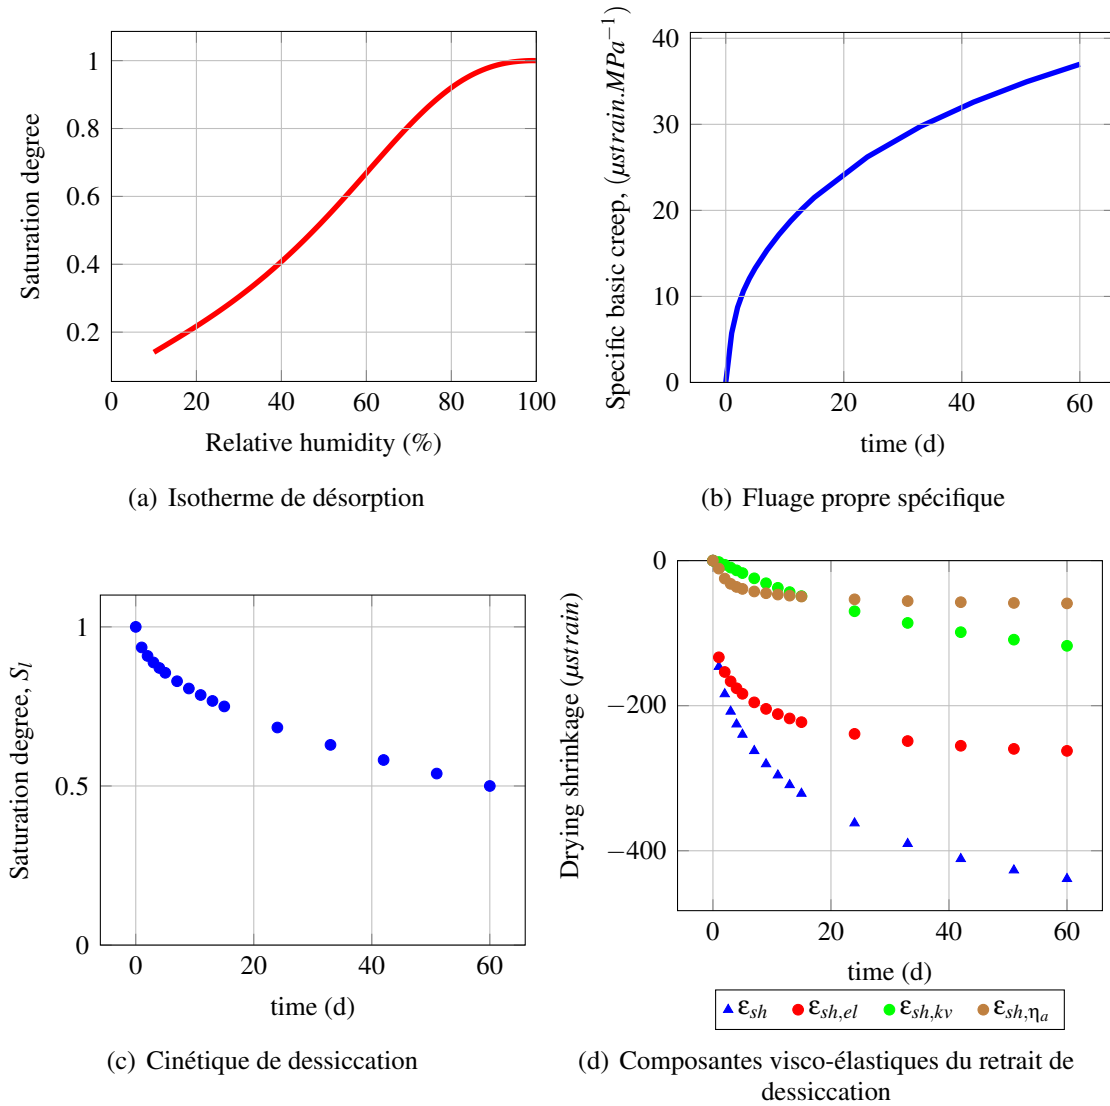 1
0.8
0.6
0.4
0.2
Saturation degree
0 20 40 60 80 100
Relative humidity (%)
(a) Isotherme de désorption
40
30
20
10
0
Specific basic creep, (μstrain.MPa⁻¹)
0 20 40 60
time (d)
(b) Fluage propre spécifique
1
0.5
0
Saturation degree, S_l
0 20 40 60
time (d)
(c) Cinétique de dessiccation
0
−200
−400
Drying shrinkage (μstrain)
0 20 40 60
time (d)
ε_sh ε_sh,el ε_sh,kv ε_sh,η_a
(d) Composantes visco-élastiques du retrait de
dessiccation